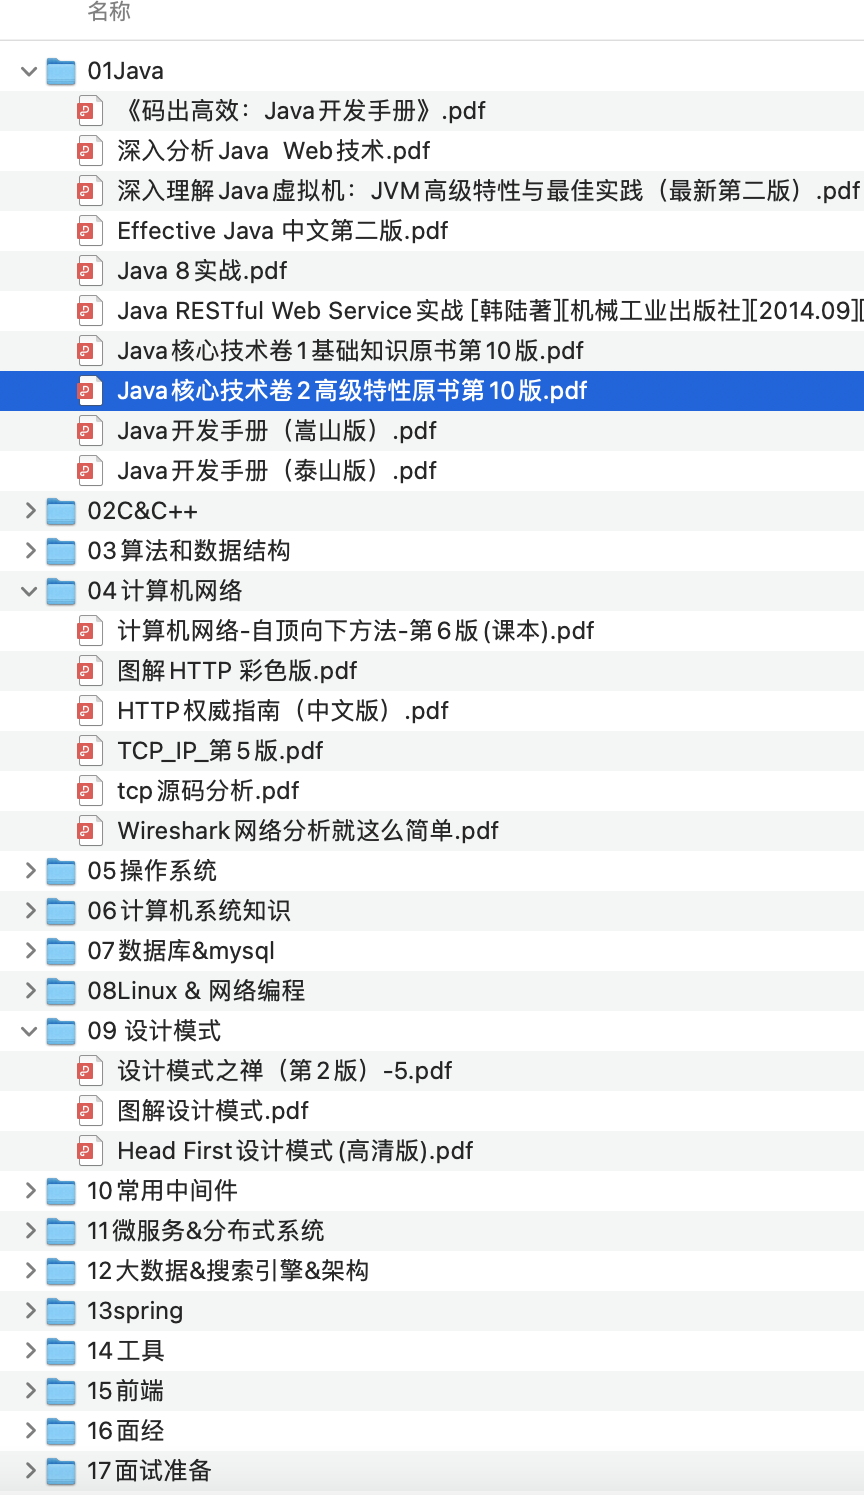 名称
01Java
《码出高效：Java开发手册》.pdf
深入分析Java  Web技术.pdf
深入理解Java虚拟机：JVM高级特性与最佳实践（最新第二版）.pdf
Effective Java 中文第二版.pdf
Java 8实战.pdf
Java RESTful Web Service实战 [韩陆著][机械工业出版社][2014.09][
Java核心技术卷1基础知识原书第10版.pdf
Java核心技术卷2高级特性原书第10版.pdf
Java开发手册（嵩山版）.pdf
Java开发手册（泰山版）.pdf
02C&C++
03算法和数据结构
04计算机网络
计算机网络-自顶向下方法-第6版(课本).pdf
图解HTTP 彩色版.pdf
HTTP权威指南（中文版）.pdf
TCP_IP_第5版.pdf
tcp源码分析.pdf
Wireshark网络分析就这么简单.pdf
05操作系统
06计算机系统知识
07数据库&mysql
08Linux & 网络编程
09 设计模式
设计模式之禅（第2版）-5.pdf
图解设计模式.pdf
Head First设计模式(高清版).pdf
10常用中间件
11微服务&分布式系统
12大数据&搜索引擎&架构
13spring
14工具
15前端
16面经
17面试准备